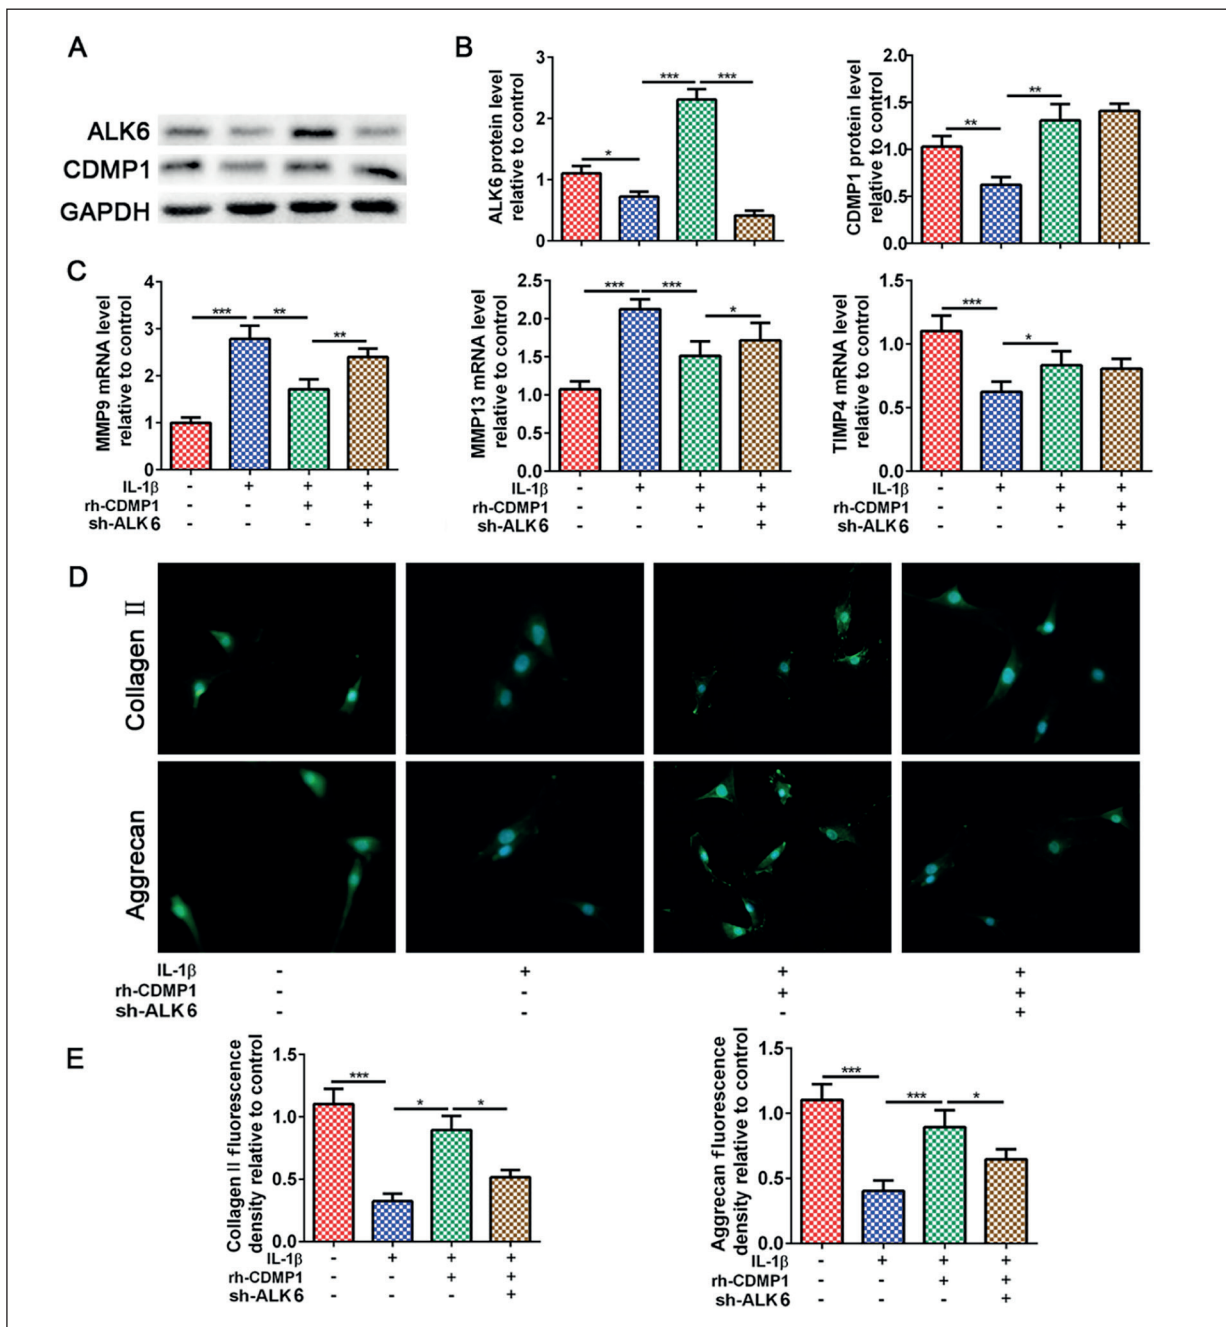 A
ALK6
CDMP1
GAPDH
B
ALK6 protein level
relative to control
3
2
1
0
*
***
***
CDMP1 protein level
relative to control
2.0
1.5
1.0
0.5
0.0
**
**
C
MMP9 mRNA level
relative to control
4
3
2
1
0
***
**
**
IL-1β - + + +
rh-CDMP1 - - + +
sh-ALK6 - - - +
MMP13 mRNA level
relative to control
2.5
2.0
1.5
1.0
0.5
0.0
***
***
*
IL-1β - + + +
rh-CDMP1 - - + +
sh-ALK6 - - - +
TIMP4 mRNA level
relative to control
1.5
1.0
0.5
0.0
***
*
IL-1β - + + +
rh-CDMP1 - - + +
sh-ALK6 - - - +
D
Collagen II
Aggrecan
IL-1β - + + +
rh-CDMP1 - - + +
sh-ALK6 - - - +
E
Collagen II fluorescence
density relative to control
1.5
1.0
0.5
0.0
***
*
*
IL-1β - + + +
rh-CDMP1 - - + +
sh-ALK6 - - - +
Aggrecan fluorescence
density relative to control
1.5
1.0
0.5
0.0
***
***
*
IL-1β - + + +
rh-CDMP1 - - + +
sh-ALK6 - - - +